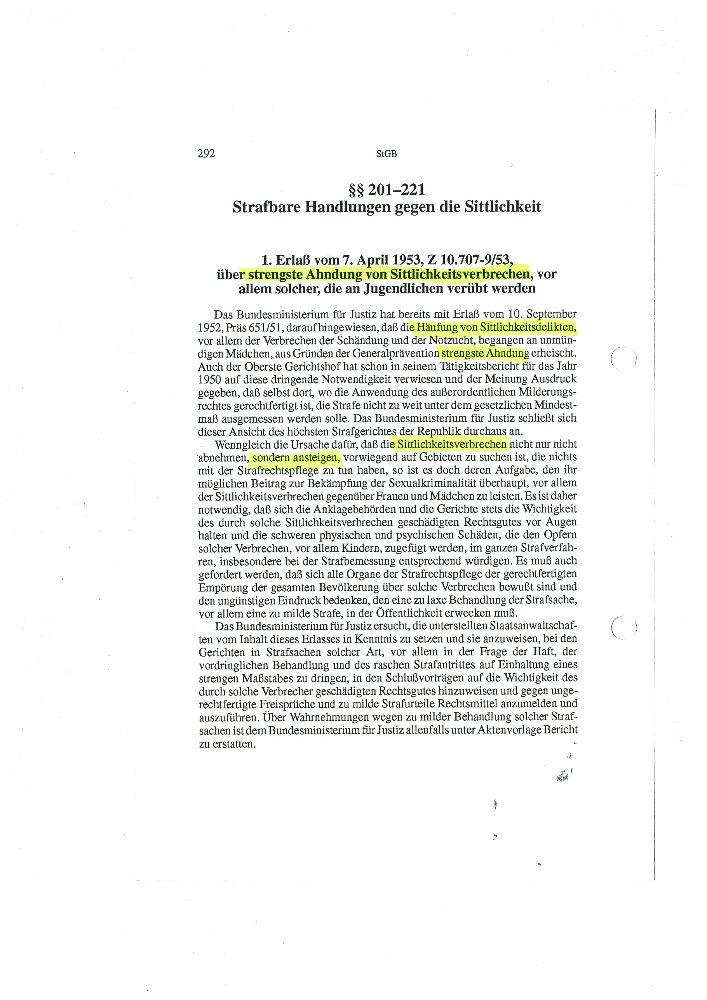 292
StGB
§§ 201–221
Strafbare Handlungen gegen die Sittlichkeit
1. Erlaß vom 7. April 1953, Z 10.707-9/53,
über strengste Ahndung von Sittlichkeitsverbrechen, vor
allem solcher, die an Jugendlichen verübt werden
Das Bundesministerium für Justiz hat bereits mit Erlaß vom 10. September
1952, Präs 651/51, darauf hingewiesen, daß die Häufung von Sittlichkeitsdelikten,
vor allem der Verbrechen der Schändung und der Notzucht, begangen an unmün-
digen Mädchen, aus Gründen der Generalprävention strengste Ahndung erheischt.
Auch der Oberste Gerichtshof hat schon in seinem Tätigkeitsbericht für das Jahr
1950 auf diese dringende Notwendigkeit verwiesen und der Meinung Ausdruck
gegeben, daß selbst dort, wo die Anwendung des außerordentlichen Milderungs-
rechtes gerechtfertigt ist, die Strafe nicht zu weit unter dem gesetzlichen Mindest-
maß ausgemessen werden solle. Das Bundesministerium für Justiz schließt sich
dieser Ansicht des höchsten Strafgerichtes der Republik durchaus an.
Wenngleich die Ursache dafür, daß die Sittlichkeitsverbrechen nicht nur nicht
abnehmen, sondern ansteigen, vorwiegend auf Gebieten zu suchen ist, die nichts
mit der Strafrechtspflege zu tun haben, so ist es doch deren Aufgabe, den ihr
möglichen Beitrag zur Bekämpfung der Sexualkriminalität überhaupt, vor allem
der Sittlichkeitsverbrechen gegenüber Frauen und Mädchen zu leisten. Es ist daher
notwendig, daß sich die Anklagebehörden und die Gerichte stets die Wichtigkeit
des durch solche Sittlichkeitsverbrechen geschädigten Rechtsgutes vor Augen
halten und die schweren physischen und psychischen Schäden, die den Opfern
solcher Verbrechen, vor allem Kindern, zugefügt werden, im ganzen Strafverfah-
ren, insbesondere bei der Strafbemessung entsprechend würdigen. Es muß auch
gefordert werden, daß sich alle Organe der Strafrechtspflege der gerechtfertigten
Empörung der gesamten Bevölkerung über solche Verbrechen bewußt sind und
den ungünstigen Eindruck bedenken, den eine zu laxe Behandlung der Strafsache,
vor allem eine zu milde Strafe, in der Öffentlichkeit erwecken muß.
Das Bundesministerium für Justiz ersucht, die unterstellten Staatsanwaltschaf-
ten vom Inhalt dieses Erlasses in Kenntnis zu setzen und sie anzuweisen, bei den
Gerichten in Strafsachen solcher Art, vor allem in der Frage der Haft, der
vordringlichen Behandlung und des raschen Strafantrittes auf Einhaltung eines
strengen Maßstabes zu dringen, in den Schlußvorträgen auf die Wichtigkeit des
durch solche Verbrecher geschädigten Rechtsgutes hinzuweisen und gegen unge-
rechtfertigte Freisprüche und zu milde Strafurteile Rechtsmittel anzumelden und
auszuführen. Über Wahrnehmungen wegen zu milder Behandlung solcher Straf-
sachen ist dem Bundesministerium für Justiz allenfalls unter Aktenvorlage Bericht
zu erstatten.